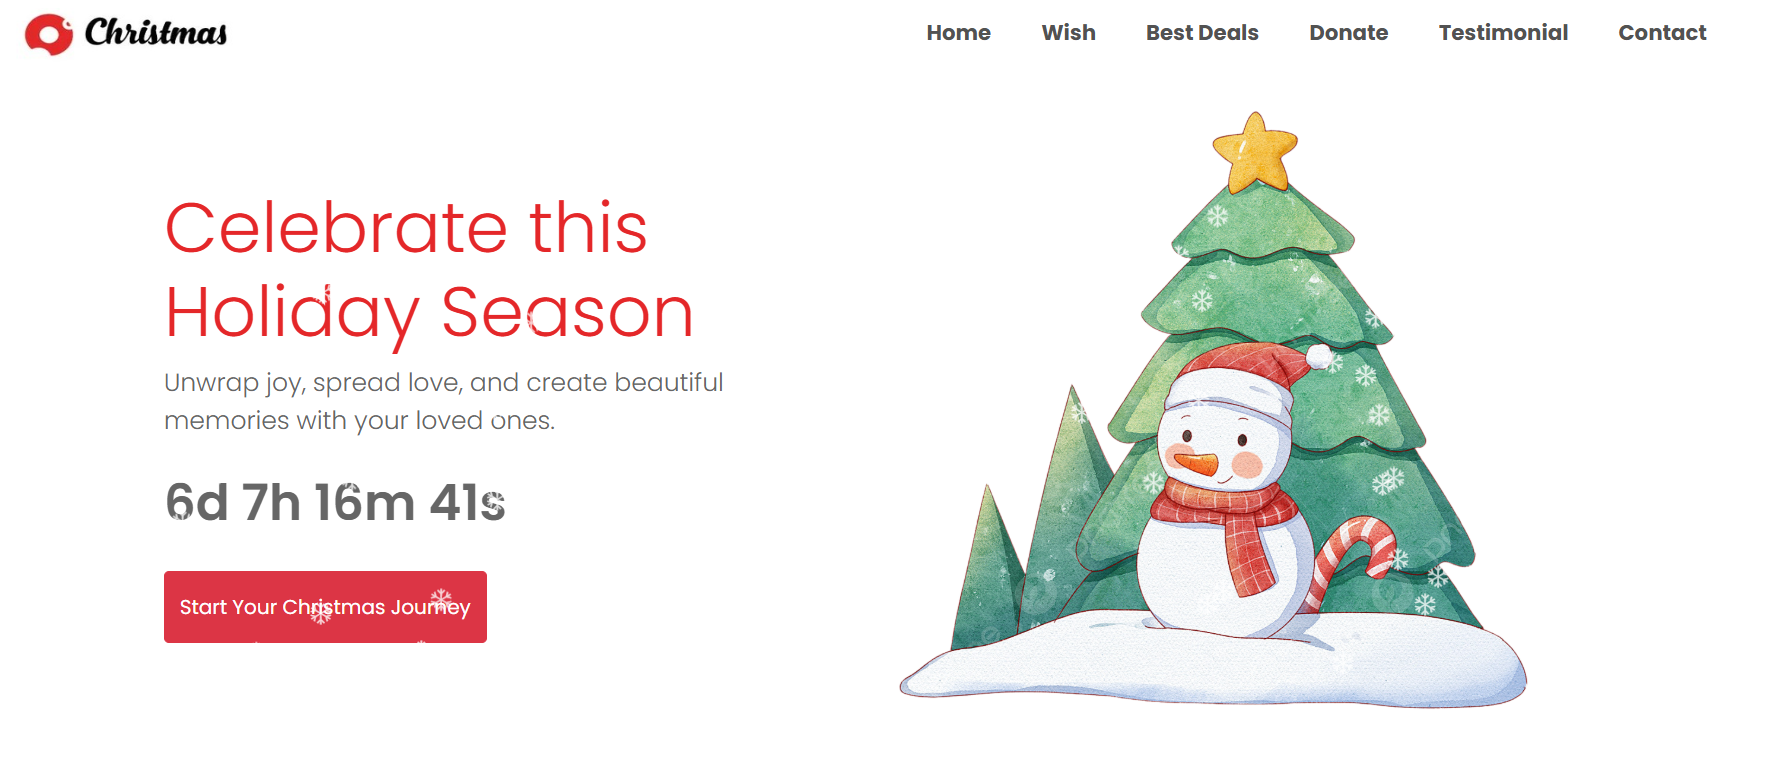 Christmas
Home Wish Best Deals Donate Testimonial Contact
Celebrate this
Holiday Season
Unwrap joy, spread love, and create beautiful
memories with your loved ones.
6d 7h 16m 41s
Start Your Christmas Journey